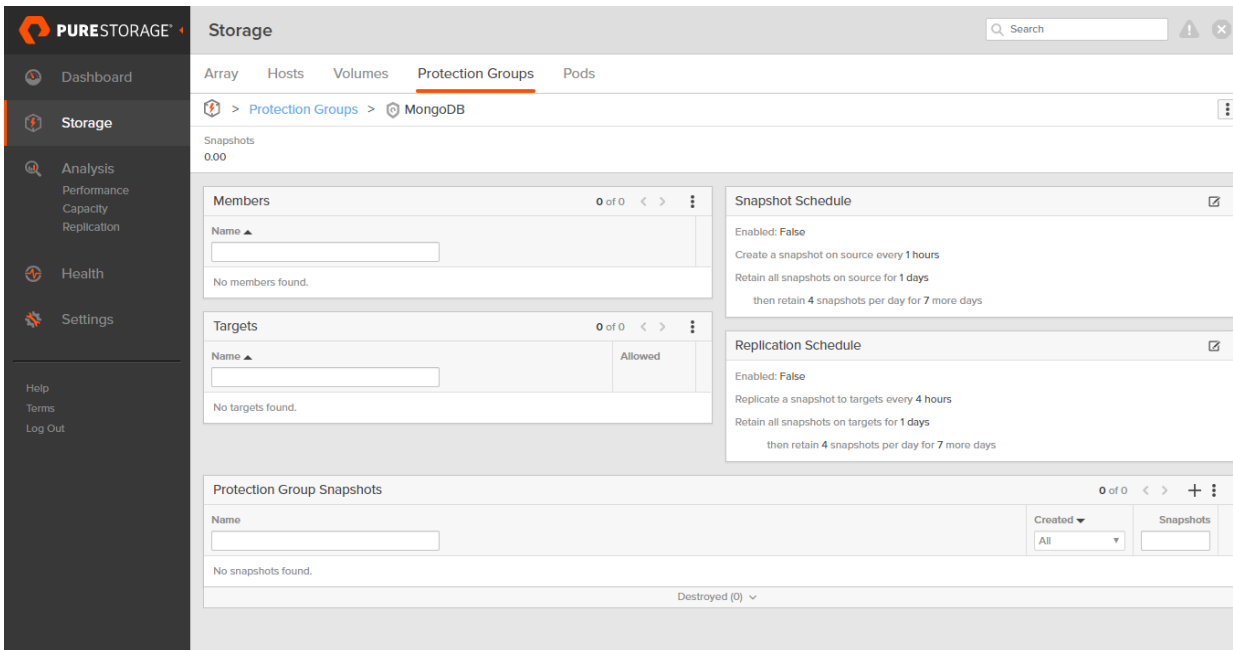 PURESTORAGE®
Dashboard
Storage
Analysis
Performance
Capacity
Replication
Health
Settings
Help
Terms
Log Out
Storage
Search
Array Hosts Volumes Protection Groups Pods
> Protection Groups > MongoDB
Snapshots
0.00
Members 0 of 0 < >
Name
No members found.
Targets 0 of 0 < >
Name Allowed
No targets found.
Snapshot Schedule
Enabled: False
Create a snapshot on source every 1 hours
Retain all snapshots on source for 1 days
then retain 4 snapshots per day for 7 more days
Replication Schedule
Enabled: False
Replicate a snapshot to targets every 4 hours
Retain all snapshots on targets for 1 days
then retain 4 snapshots per day for 7 more days
Protection Group Snapshots 0 of 0 < > +
Name Created Snapshots
All
No snapshots found.
Destroyed (0)